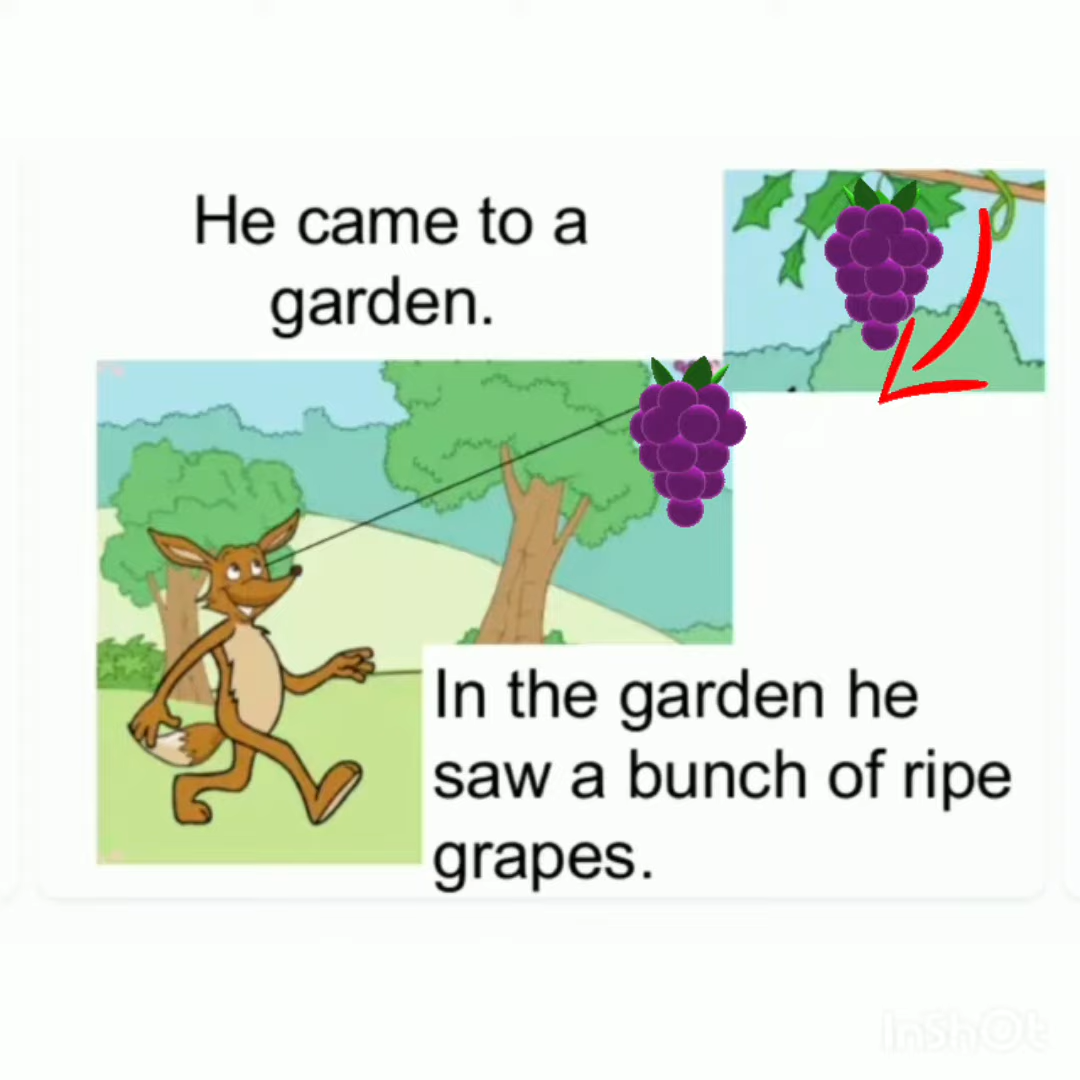 He came to a
garden.
In the garden he
saw a bunch of ripe
grapes.
InShOt